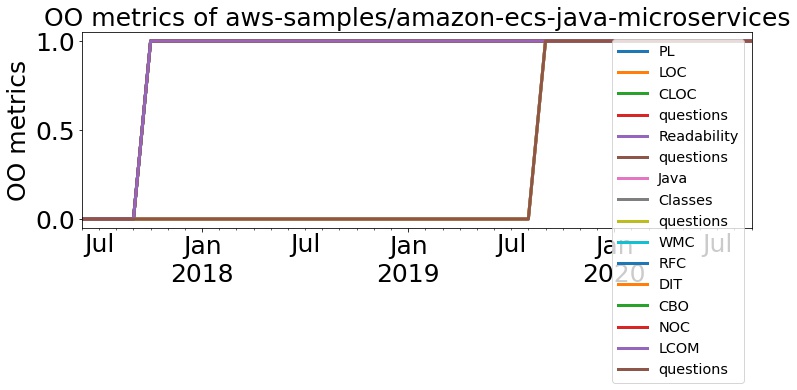 OO metrics of aws-samples/amazon-ecs-java-microservices
OO metrics
1.0
0.5
0.0
Jul
Jan
2018
Jul
Jan
2019
Jul
Jan
2020
Jul
PL
LOC
CLOC
questions
Readability
questions
Java
Classes
questions
WMC
RFC
DIT
CBO
NOC
LCOM
questions